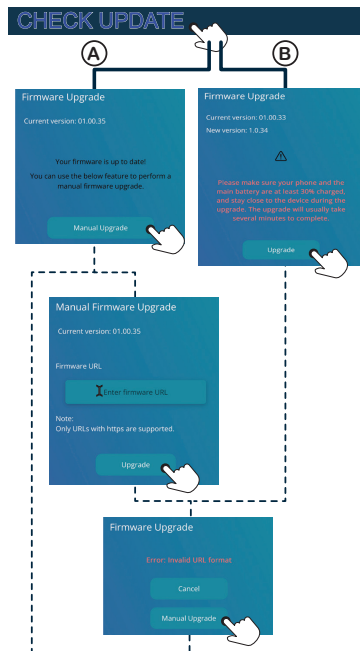 CHECK UPDATE
A
B
Firmware Upgrade
Current version: 01.00.35
Your firmware is up to date!
You can use the below feature to perform a
manual firmware upgrade.
Manual Upgrade
Firmware Upgrade
Current version: 01.00.33
New version: 1.0.34
Please make sure your phone and the
main battery are at least 30% charged,
and stay close to the device during the
upgrade. The upgrade will usually take
several minutes to complete.
Upgrade
Manual Firmware Upgrade
Current version: 01.00.35
Firmware URL
Enter firmware URL
Note:
Only URLs with https are supported.
Upgrade
Firmware Upgrade
Error: Invalid URL format
Cancel
Manual Upgrade